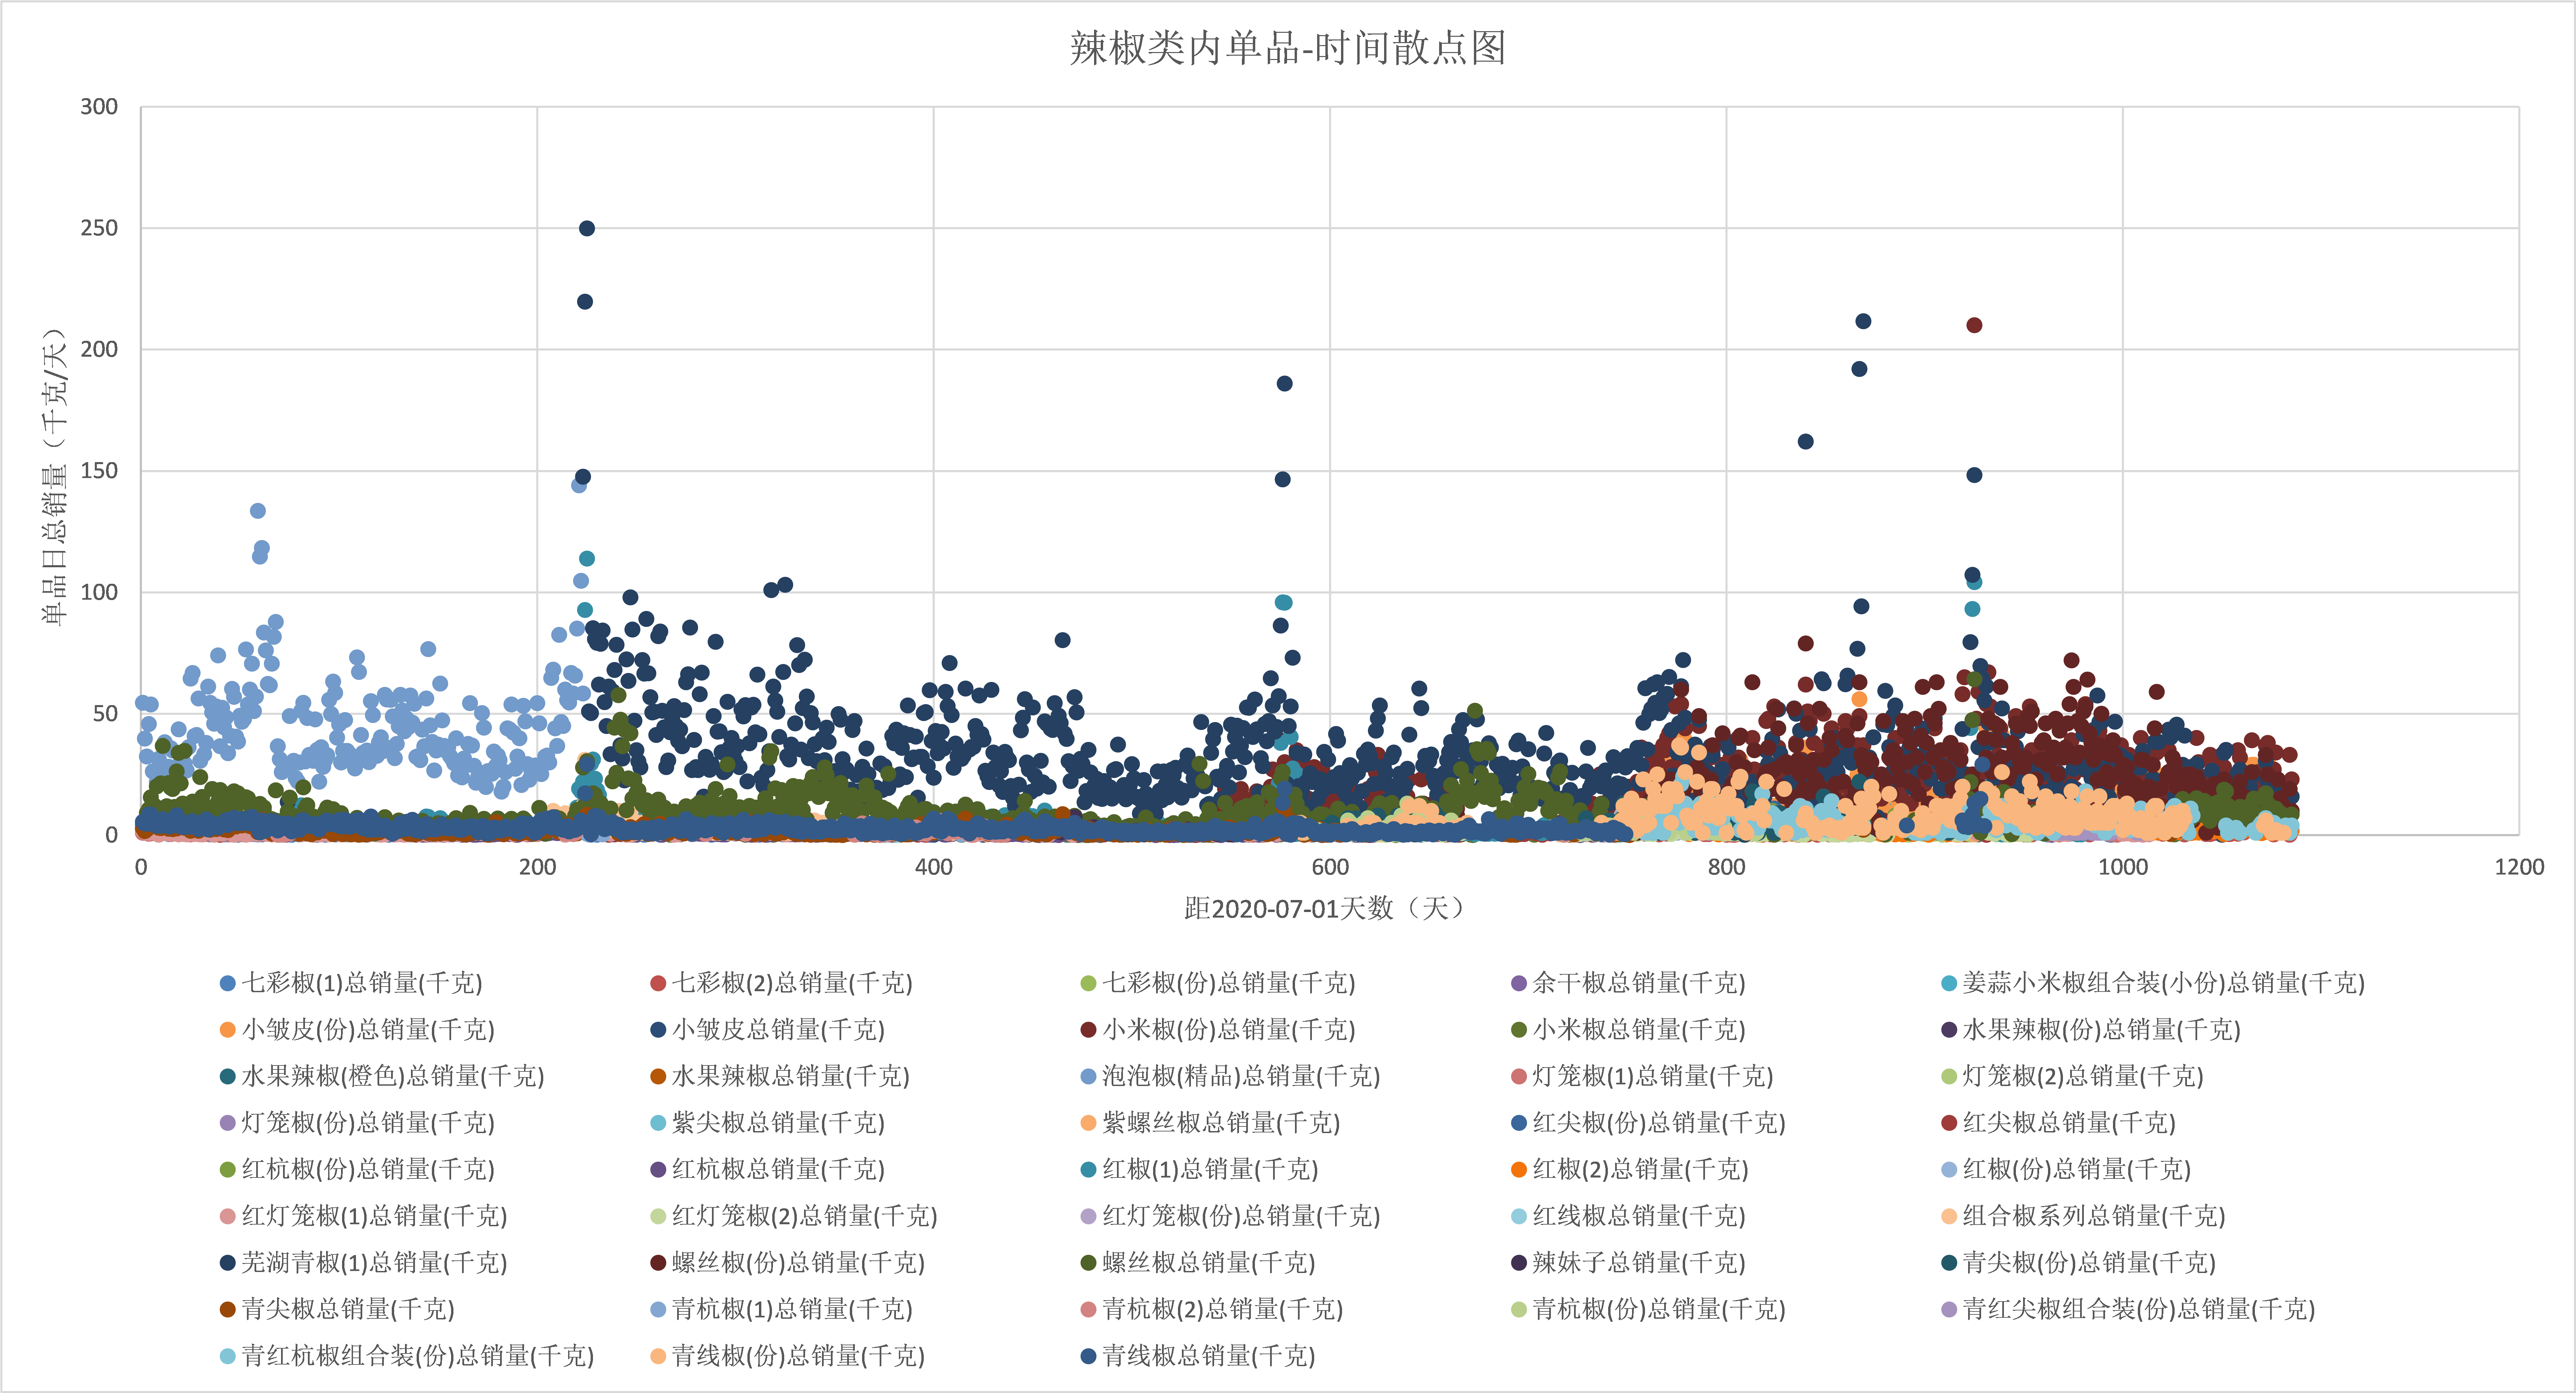 辣椒类内单品-时间散点图
单品日总销量（千克/天）
300
250
200
150
100
50
0
0 200 400 600 800 1000 1200
距2020-07-01天数（天）
七彩椒(1)总销量(千克) 七彩椒(2)总销量(千克) 七彩椒(份)总销量(千克) 余干椒总销量(千克) 姜蒜小米椒组合装(小份)总销量(千克)
小皱皮(份)总销量(千克) 小皱皮总销量(千克) 小米椒(份)总销量(千克) 小米椒总销量(千克) 水果辣椒(份)总销量(千克)
水果辣椒(橙色)总销量(千克) 水果辣椒总销量(千克) 泡泡椒(精品)总销量(千克) 灯笼椒(1)总销量(千克) 灯笼椒(2)总销量(千克)
灯笼椒(份)总销量(千克) 紫尖椒总销量(千克) 紫螺丝椒总销量(千克) 红尖椒(份)总销量(千克) 红尖椒总销量(千克)
红杭椒(份)总销量(千克) 红杭椒总销量(千克) 红椒(1)总销量(千克) 红椒(2)总销量(千克) 红椒(份)总销量(千克)
红灯笼椒(1)总销量(千克) 红灯笼椒(2)总销量(千克) 红灯笼椒(份)总销量(千克) 红线椒总销量(千克) 组合椒系列总销量(千克)
芜湖青椒(1)总销量(千克) 螺丝椒(份)总销量(千克) 螺丝椒总销量(千克) 辣妹子总销量(千克) 青尖椒(份)总销量(千克)
青尖椒总销量(千克) 青杭椒(1)总销量(千克) 青杭椒(2)总销量(千克) 青杭椒(份)总销量(千克) 青红尖椒组合装(份)总销量(千克)
青红杭椒组合装(份)总销量(千克) 青线椒(份)总销量(千克) 青线椒总销量(千克)